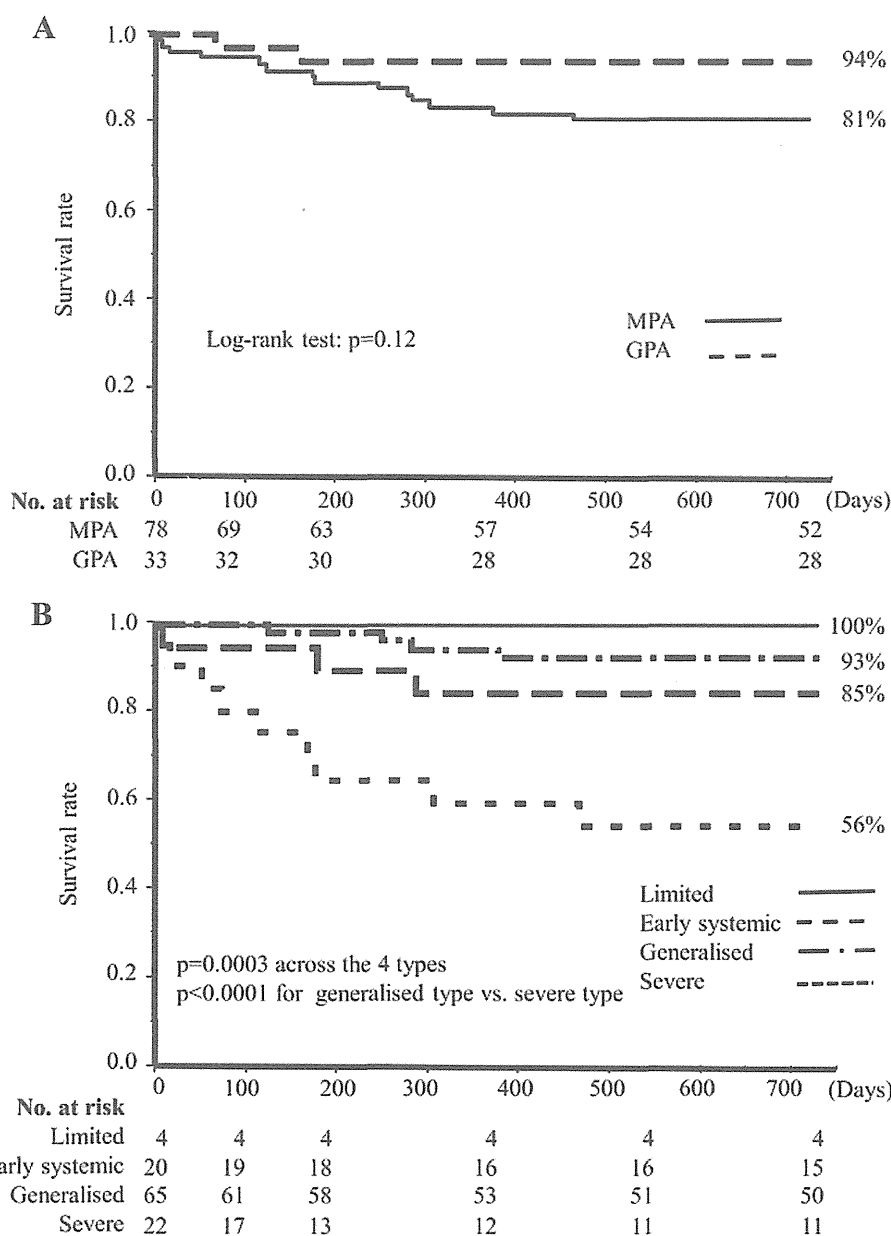 A
1.0
0.8
0.6
0.4
0.2
0.0
Survival rate
94%
81%
MPA
GPA
Log-rank test: p=0.12
0 100 200 300 400 500 600 700 (Days)
No. at risk
MPA 78 69 63 57 54 52
GPA 33 32 30 28 28 28
B
1.0
0.8
0.6
0.4
0.2
0.0
Survival rate
100%
93%
85%
56%
Limited
Early systemic
Generalised
Severe
p=0.0003 across the 4 types
p<0.0001 for generalised type vs. severe type
0 100 200 300 400 500 600 700 (Days)
No. at risk
Limited 4 4 4 4 4 4
arly systemic 20 19 18 16 16 15
Generalised 65 61 58 53 51 50
Severe 22 17 13 12 11 11